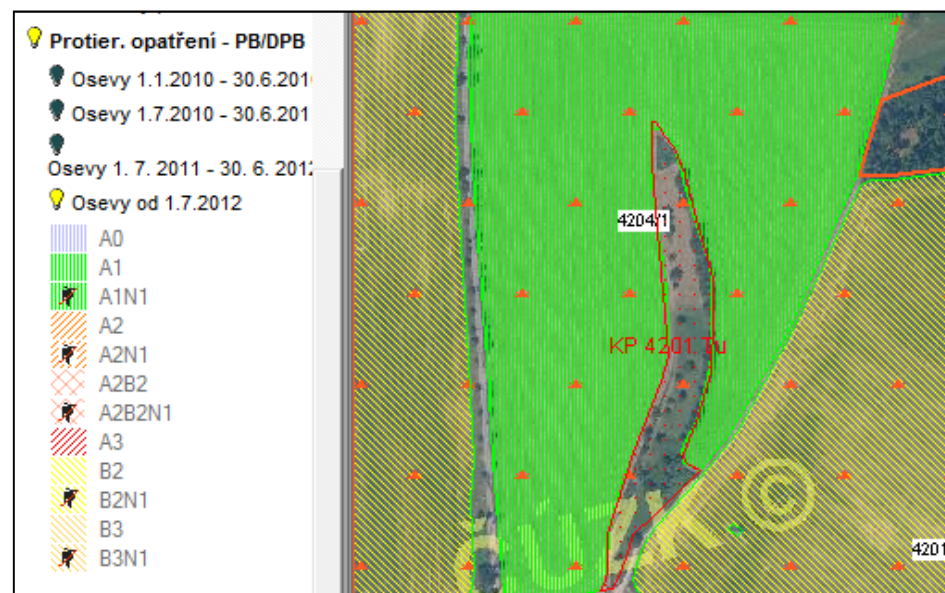 Protier. opatření - PB/DPB
Osevy 1.1.2010 - 30.6.201
Osevy 1.7.2010 - 30.6.201
Osevy 1. 7. 2011 - 30. 6. 201
Osevy od 1.7.2012
A0
A1
A1N1
A2
A2N1
A2B2
A2B2N1
A3
B2
B2N1
B3
B3N1
4204/1
KP 4201 Tu
ČÚZK ©
4201